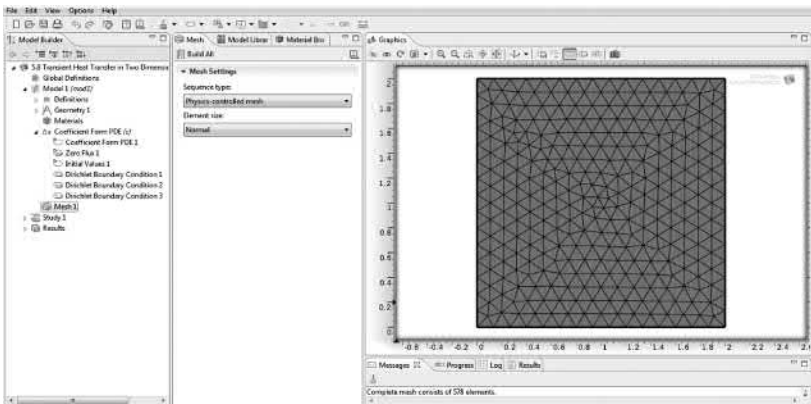 File Edit View Options Help
Model Builder
5.8 Transient Heat Transfer in Two Dimension
Global Definitions
Model 1 (mod1)
Definitions
Geometry 1
Materials
Coefficient Form PDE (c)
Coefficient Form PDE 1
Zero Flux 1
Initial Values 1
Dirichlet Boundary Condition 1
Dirichlet Boundary Condition 2
Dirichlet Boundary Condition 3
Mesh 1
Study 1
Results
Mesh Model Librar Material Bro
Build All
Mesh Settings
Sequence type:
Physics-controlled mesh
Element size:
Normal
Graphics
2
1.8
1.6
1.4
1.2
1
0.8
0.6
0.4
0.2
0
-0.6 -0.4 -0.2 0 0.2 0.4 0.6 0.8 1 1.2 1.4 1.6 1.8 2 2.2 2.4 2.6
Messages Progress Log Results
Complete mesh consists of 578 elements.